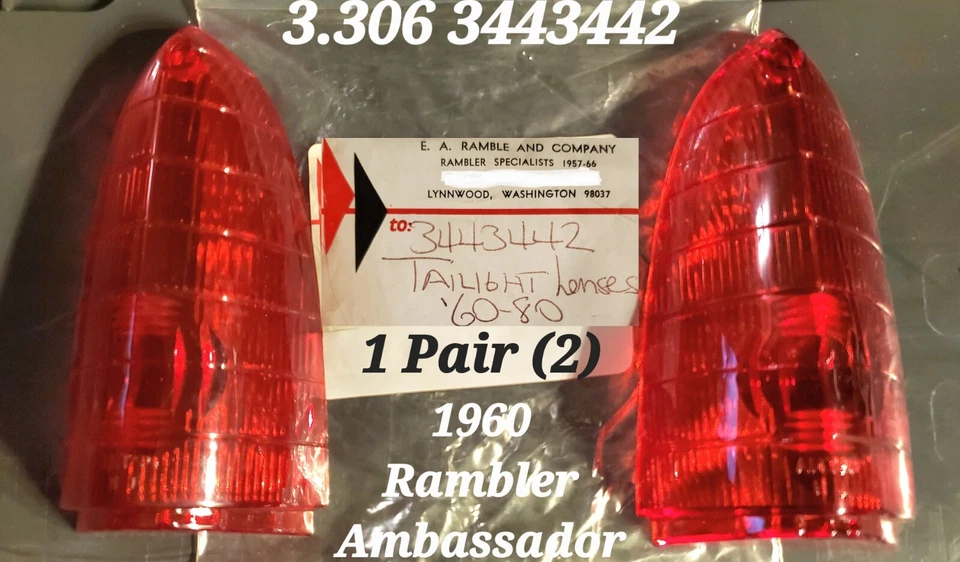 3.306 3443442
E. A. RAMBLE AND COMPANY
RAMBLER SPECIALISTS 1957-66
LYNNWOOD, WASHINGTON 98037
to: 3443442
TAILIGHT Lenses
'60-80
1 Pair (2)
1960
Rambler
Ambassador